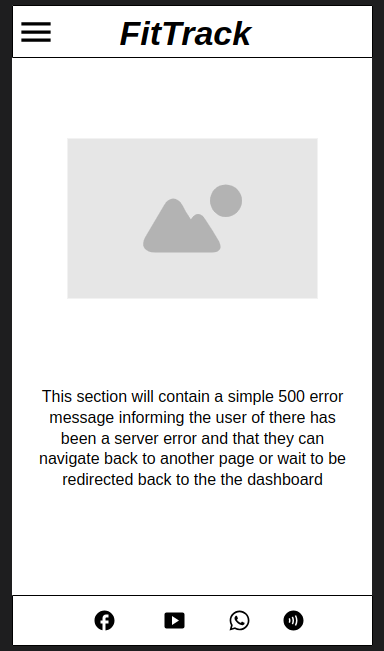 FitTrack
This section will contain a simple 500 error
message informing the user of there has
been a server error and that they can
navigate back to another page or wait to be
redirected back to the the dashboard